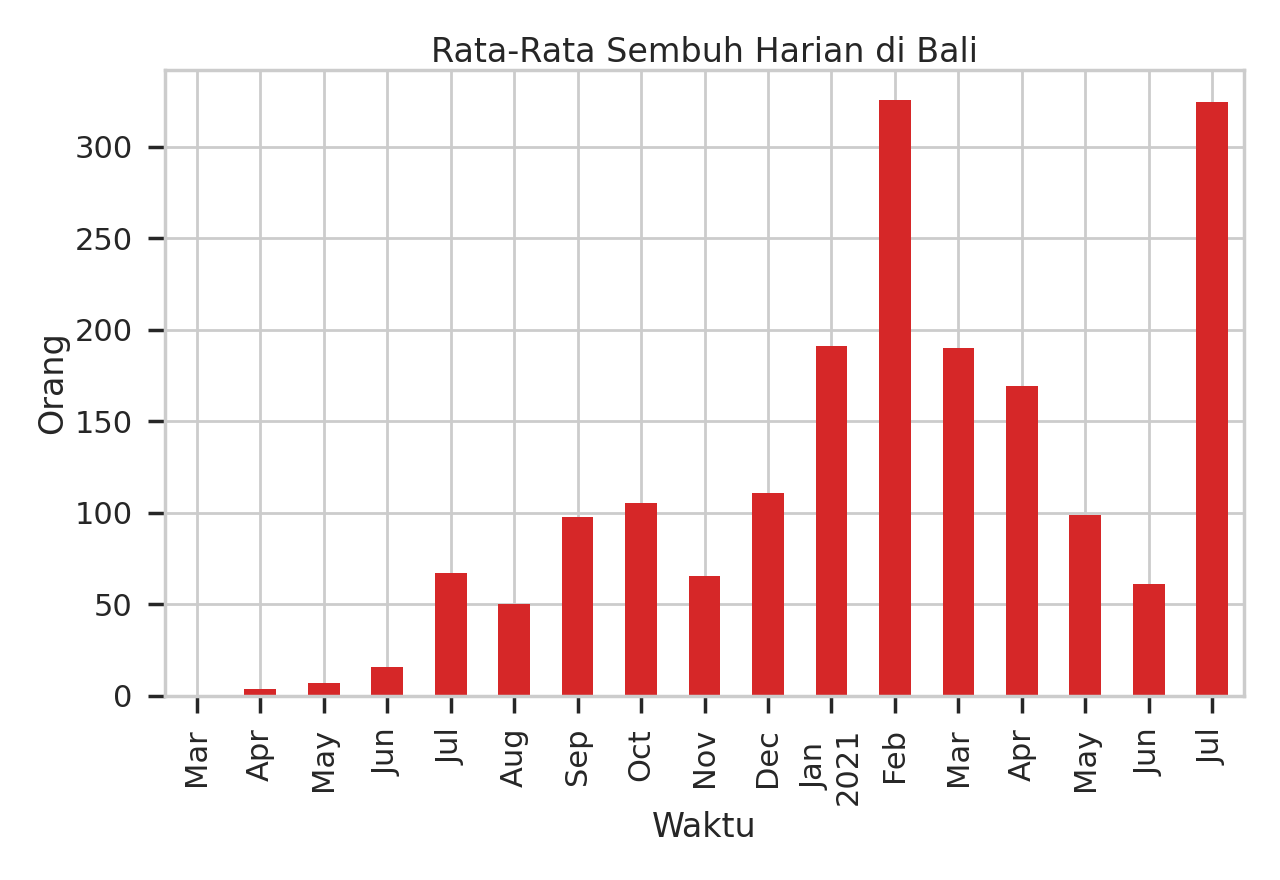 Rata-Rata Sembuh Harian di Bali
Orang
300
250
200
150
100
50
0
Mar
Apr
May
Jun
Jul
Aug
Sep
Oct
Nov
Dec
Jan
2021
Feb
Mar
Apr
May
Jun
Jul
Waktu